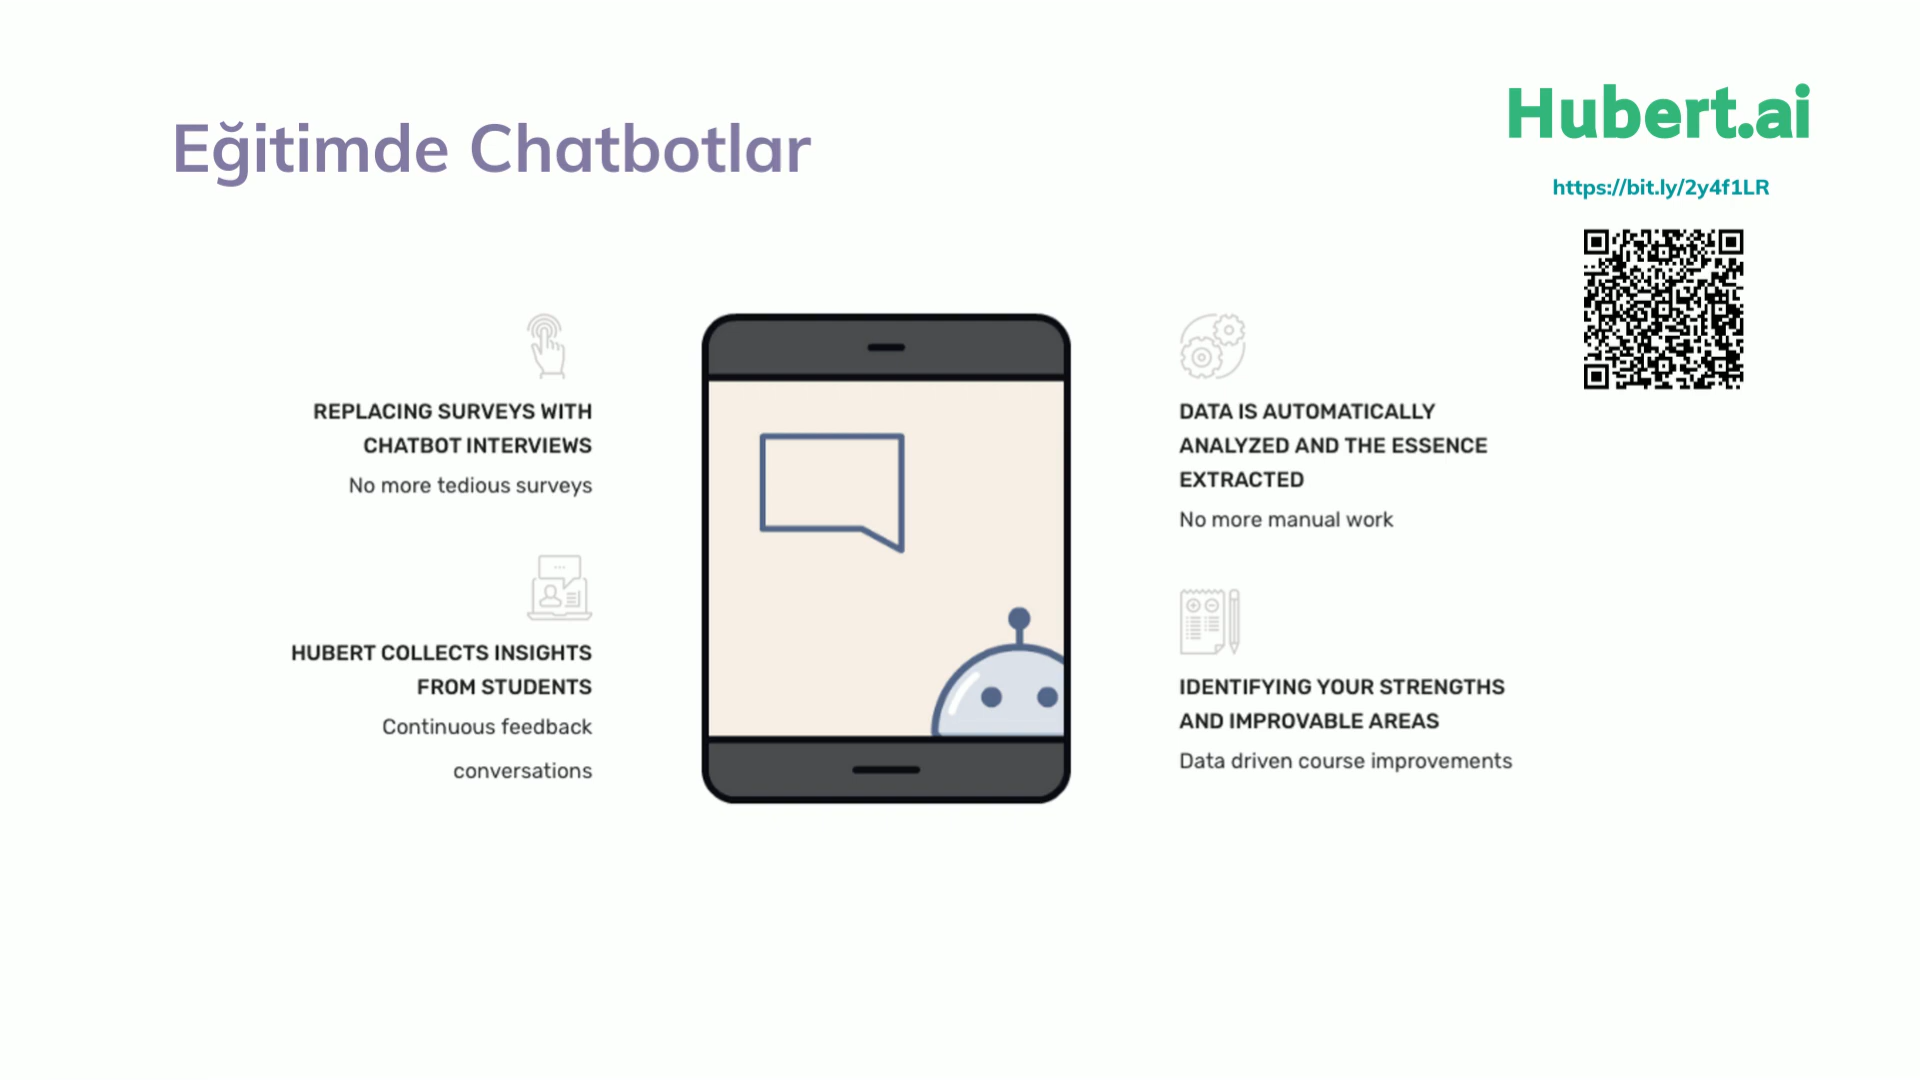 Eğitimde Chatbotlar
Hubert.ai
https://bit.ly/2y4f1LR
REPLACING SURVEYS WITH
CHATBOT INTERVIEWS
No more tedious surveys
HUBERT COLLECTS INSIGHTS
FROM STUDENTS
Continuous feedback
conversations
DATA IS AUTOMATICALLY
ANALYZED AND THE ESSENCE
EXTRACTED
No more manual work
IDENTIFYING YOUR STRENGTHS
AND IMPROVABLE AREAS
Data driven course improvements